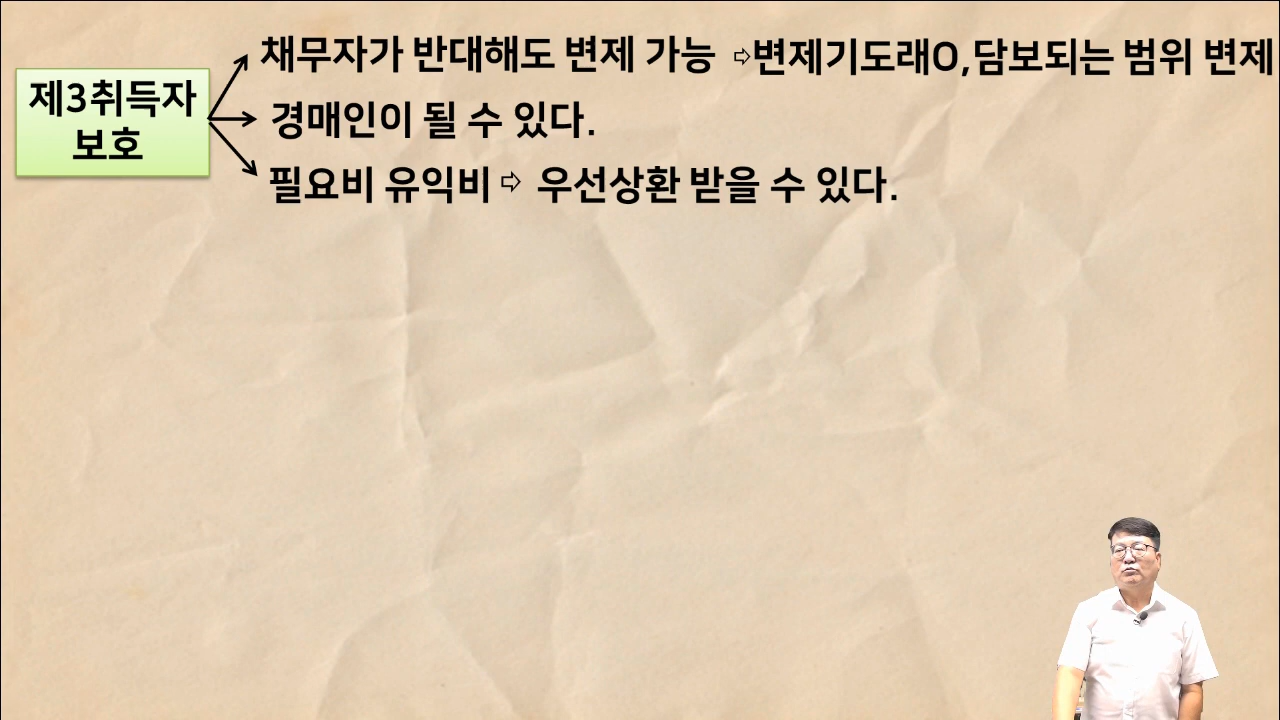 제3취득자
보호
채무자가 반대해도 변제 가능 ⇨변제기도래O,담보되는 범위 변제
경매인이 될 수 있다.
필요비 유익비 ⇨ 우선상환 받을 수 있다.